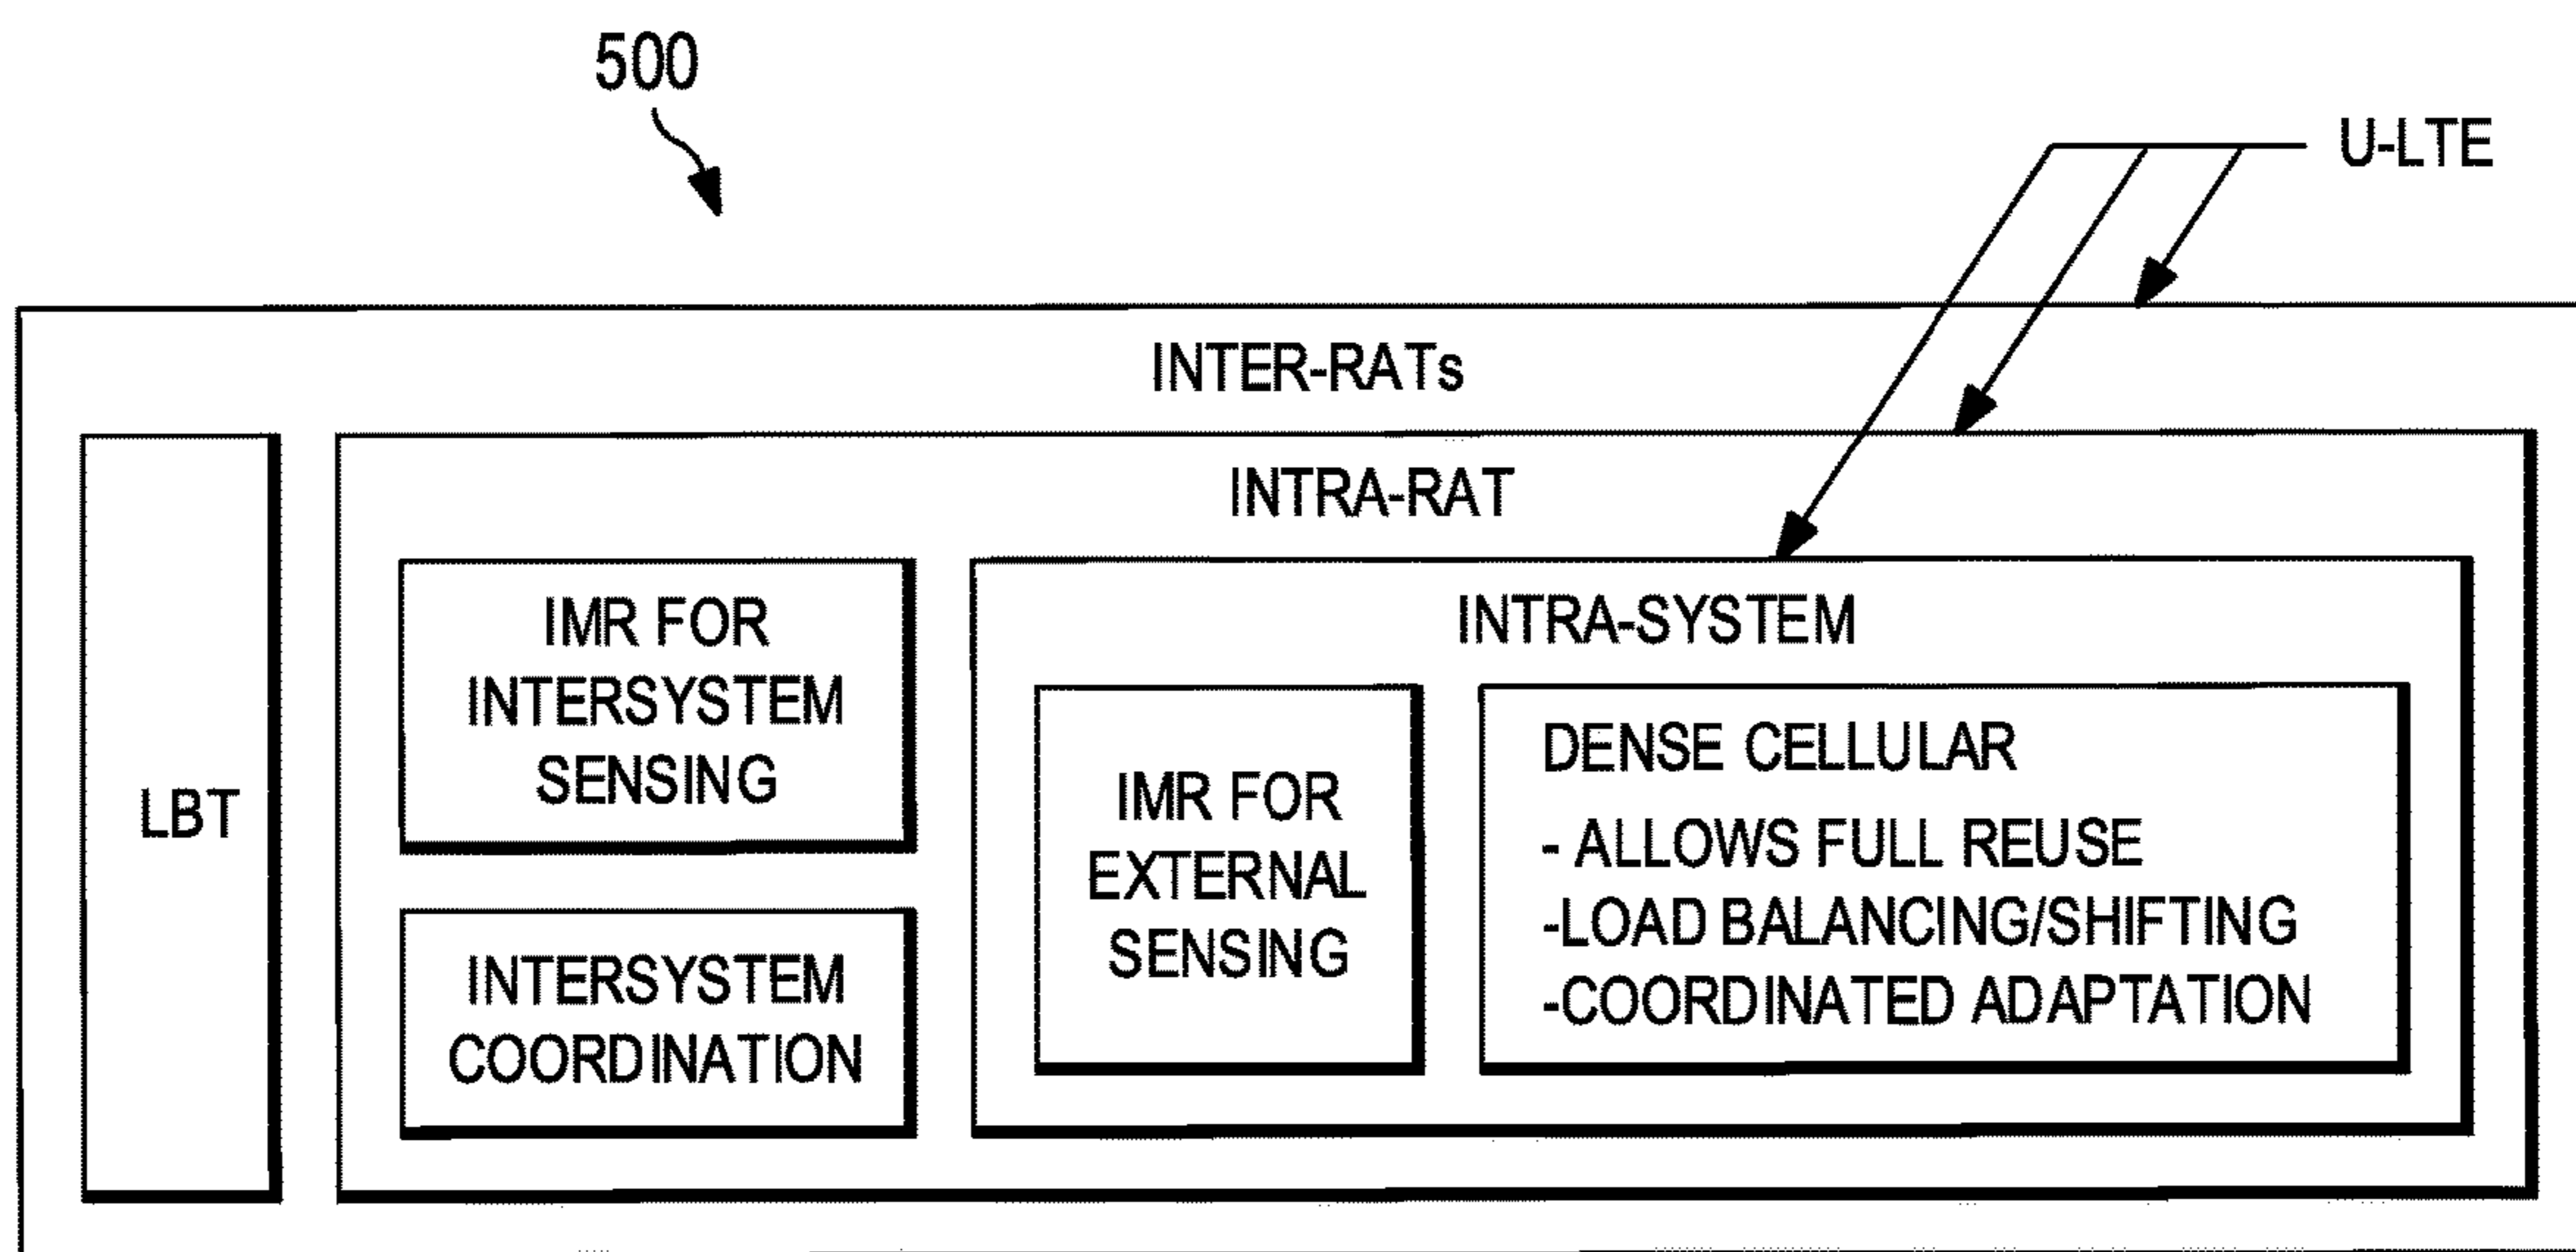 500
U-LTE
INTER-RATs
INTRA-RAT
LBT
IMR FOR
INTERSYSTEM
SENSING
INTERSYSTEM
COORDINATION
INTRA-SYSTEM
IMR FOR
EXTERNAL
SENSING
DENSE CELLULAR
- ALLOWS FULL REUSE
-LOAD BALANCING/SHIFTING
-COORDINATED ADAPTATION